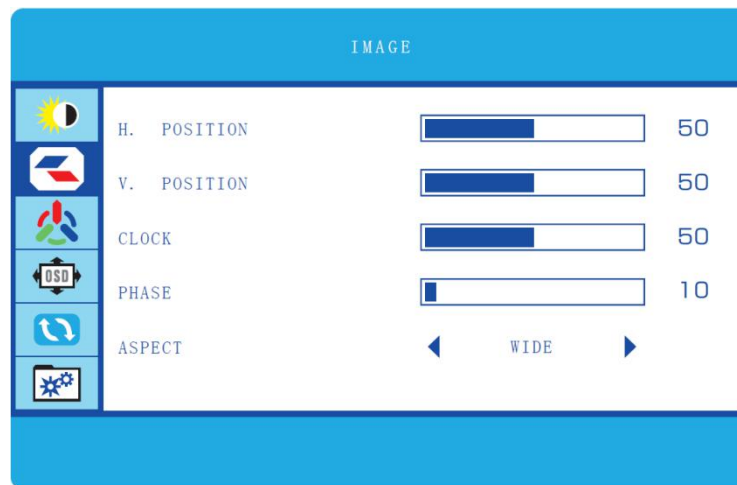 IMAGE
H. POSITION 50
V. POSITION 50
CLOCK 50
PHASE 10
OSD
ASPECT WIDE